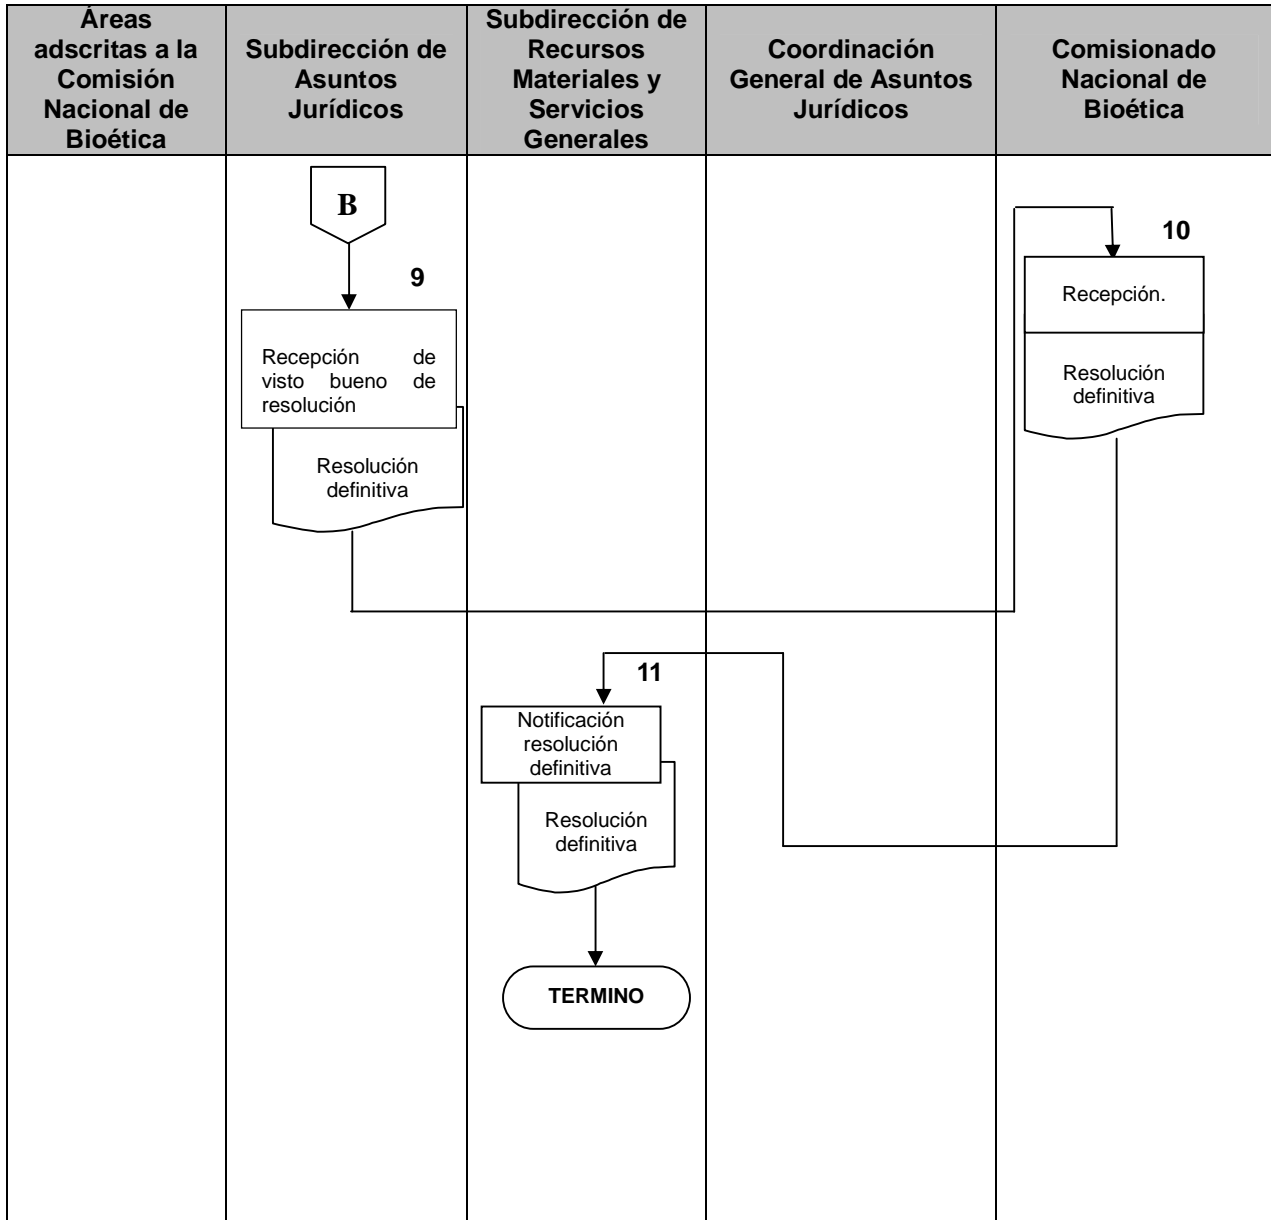 Áreas
adscritas a la
Comisión
Nacional de
Bioética
Subdirección de
Asuntos
Jurídicos
Subdirección de
Recursos
Materiales y
Servicios
Generales
Coordinación
General de Asuntos
Jurídicos
Comisionado
Nacional de
Bioética
B
9
Recepción de
visto bueno de
resolución
Resolución
definitiva
10
Recepción.
Resolución
definitiva
11
Notificación
resolución
definitiva
Resolución
definitiva
TERMINO